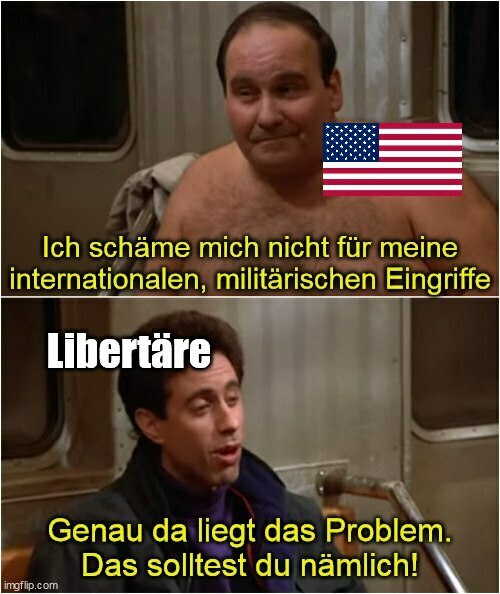 Ich schäme mich nicht für meine
internationalen, militärischen Eingriffe
Libertäre
Genau da liegt das Problem.
Das solltest du nämlich!
imgflip.com